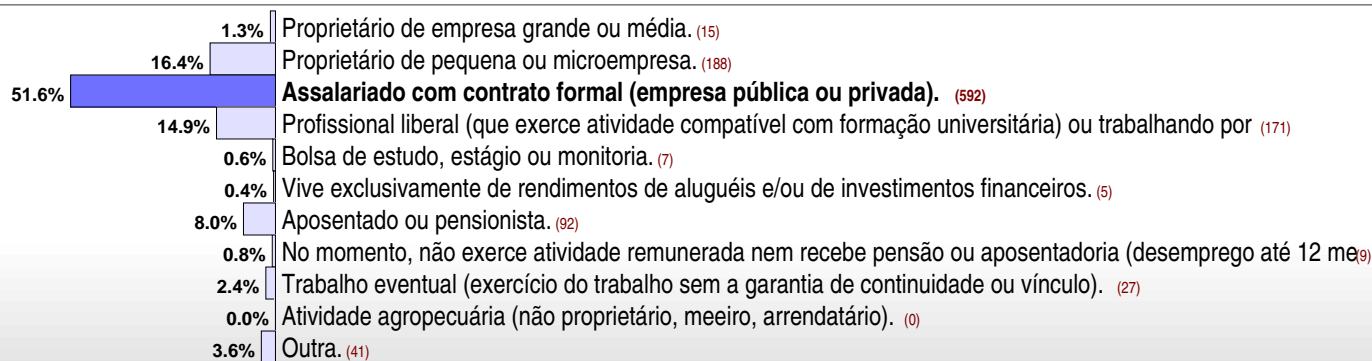 1.3% Proprietário de empresa grande ou média. (15)
16.4% Proprietário de pequena ou microempresa. (188)
51.6% Assalariado com contrato formal (empresa pública ou privada). (592)
14.9% Profissional liberal (que exerce atividade compatível com formação universitária) ou trabalhando por (171)
0.6% Bolsa de estudo, estágio ou monitoria. (7)
0.4% Vive exclusivamente de rendimentos de aluguéis e/ou de investimentos financeiros. (5)
8.0% Aposentado ou pensionista. (92)
0.8% No momento, não exerce atividade remunerada nem recebe pensão ou aposentadoria (desemprego até 12 me (9)
2.4% Trabalho eventual (exercício do trabalho sem a garantia de continuidade ou vínculo). (27)
0.0% Atividade agropecuária (não proprietário, meeiro, arrendatário). (0)
3.6% Outra. (41)